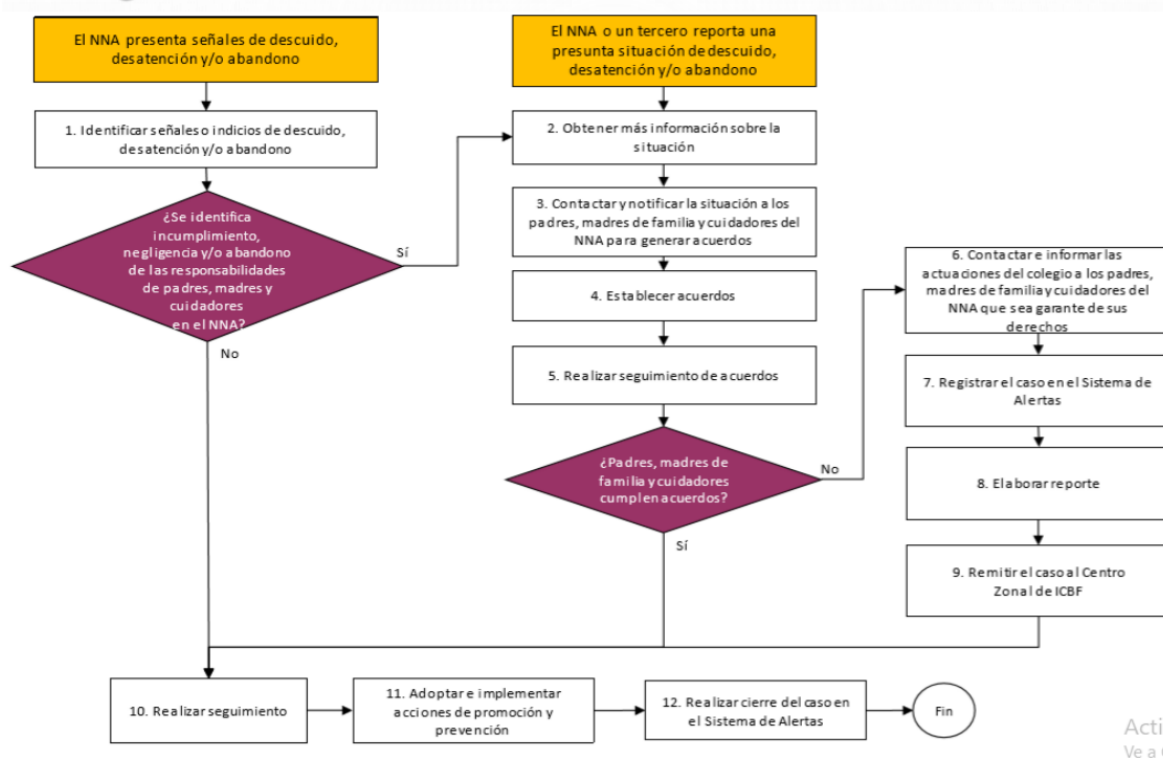 El NNA presenta señales de descuido,
desatención y/o abandono
El NNA o un tercero reporta una
presunta situación de descuido,
desatención y/o abandono
1. Identificar señales o indicios de descuido,
desatención y/o abandono
2. Obtener más información sobre la
situación
¿Se identifica
incumplimiento,
negligencia y/o abandono
de las responsabilidades
de padres, madres y
cuidadores
en el NNA?
Sí
No
3. Contactar y notificar la situación a los
padres, madres de familia y cuidadores del
NNA para generar acuerdos
4. Establecer acuerdos
5. Realizar seguimiento de acuerdos
¿Padres, madres de
familia y cuidadores
cumplen acuerdos?
No
Sí
6. Contactar e informar las
actuaciones del colegio a los padres,
madres de familia y cuidadores del
NNA que sea garante de sus
derechos
7. Registrar el caso en el Sistema de
Alertas
8. Elaborar reporte
9. Remitir el caso al Centro
Zonal de ICBF
10. Realizar seguimiento
11. Adoptar e implementar
acciones de promoción y
prevención
12. Realizar cierre del caso en
el Sistema de Alertas
Fin
Acti
Ve a